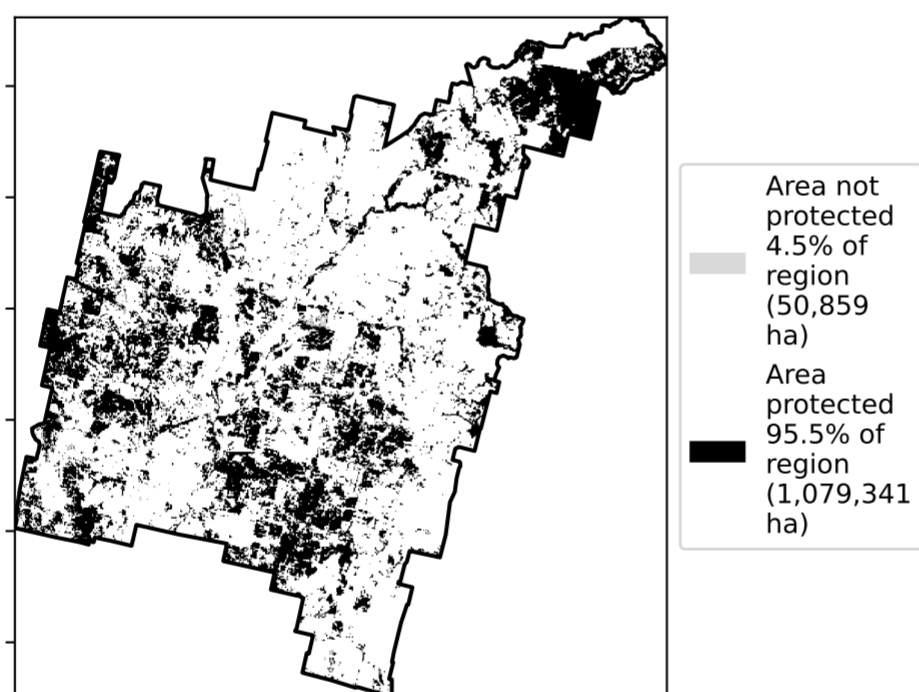 Area not
protected
4.5% of
region
(50,859
ha)
Area
protected
95.5% of
region
(1,079,341
ha)